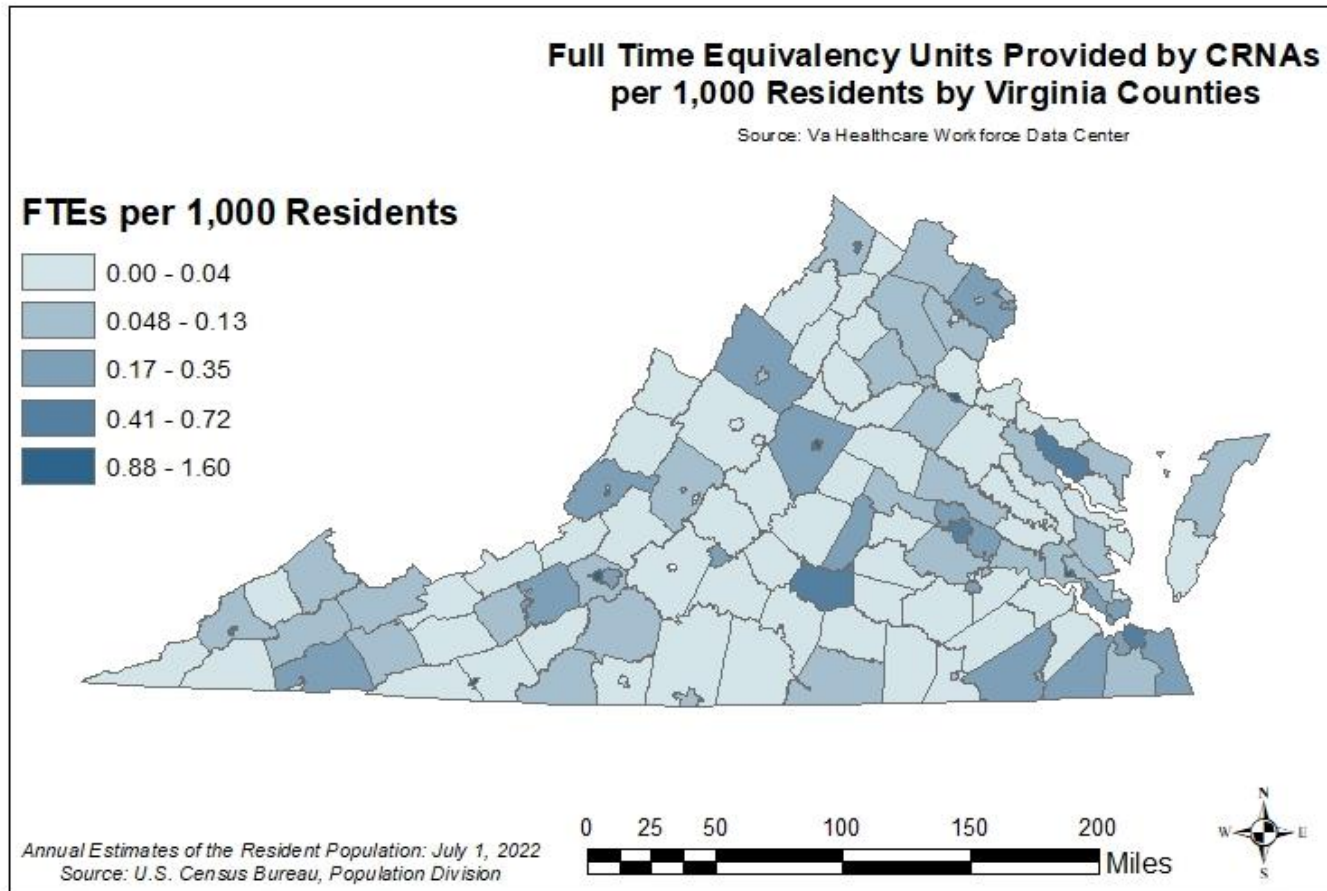 Full Time Equivalency Units Provided by CRNAs
per 1,000 Residents by Virginia Counties
Source: Va Healthcare Workforce Data Center
FTEs per 1,000 Residents
0.00 - 0.04
0.048 - 0.13
0.17 - 0.35
0.41 - 0.72
0.88 - 1.60
Annual Estimates of the Resident Population: July 1, 2022
Source: U.S. Census Bureau, Population Division
0 25 50 100 150 200
Miles
N
W E
S